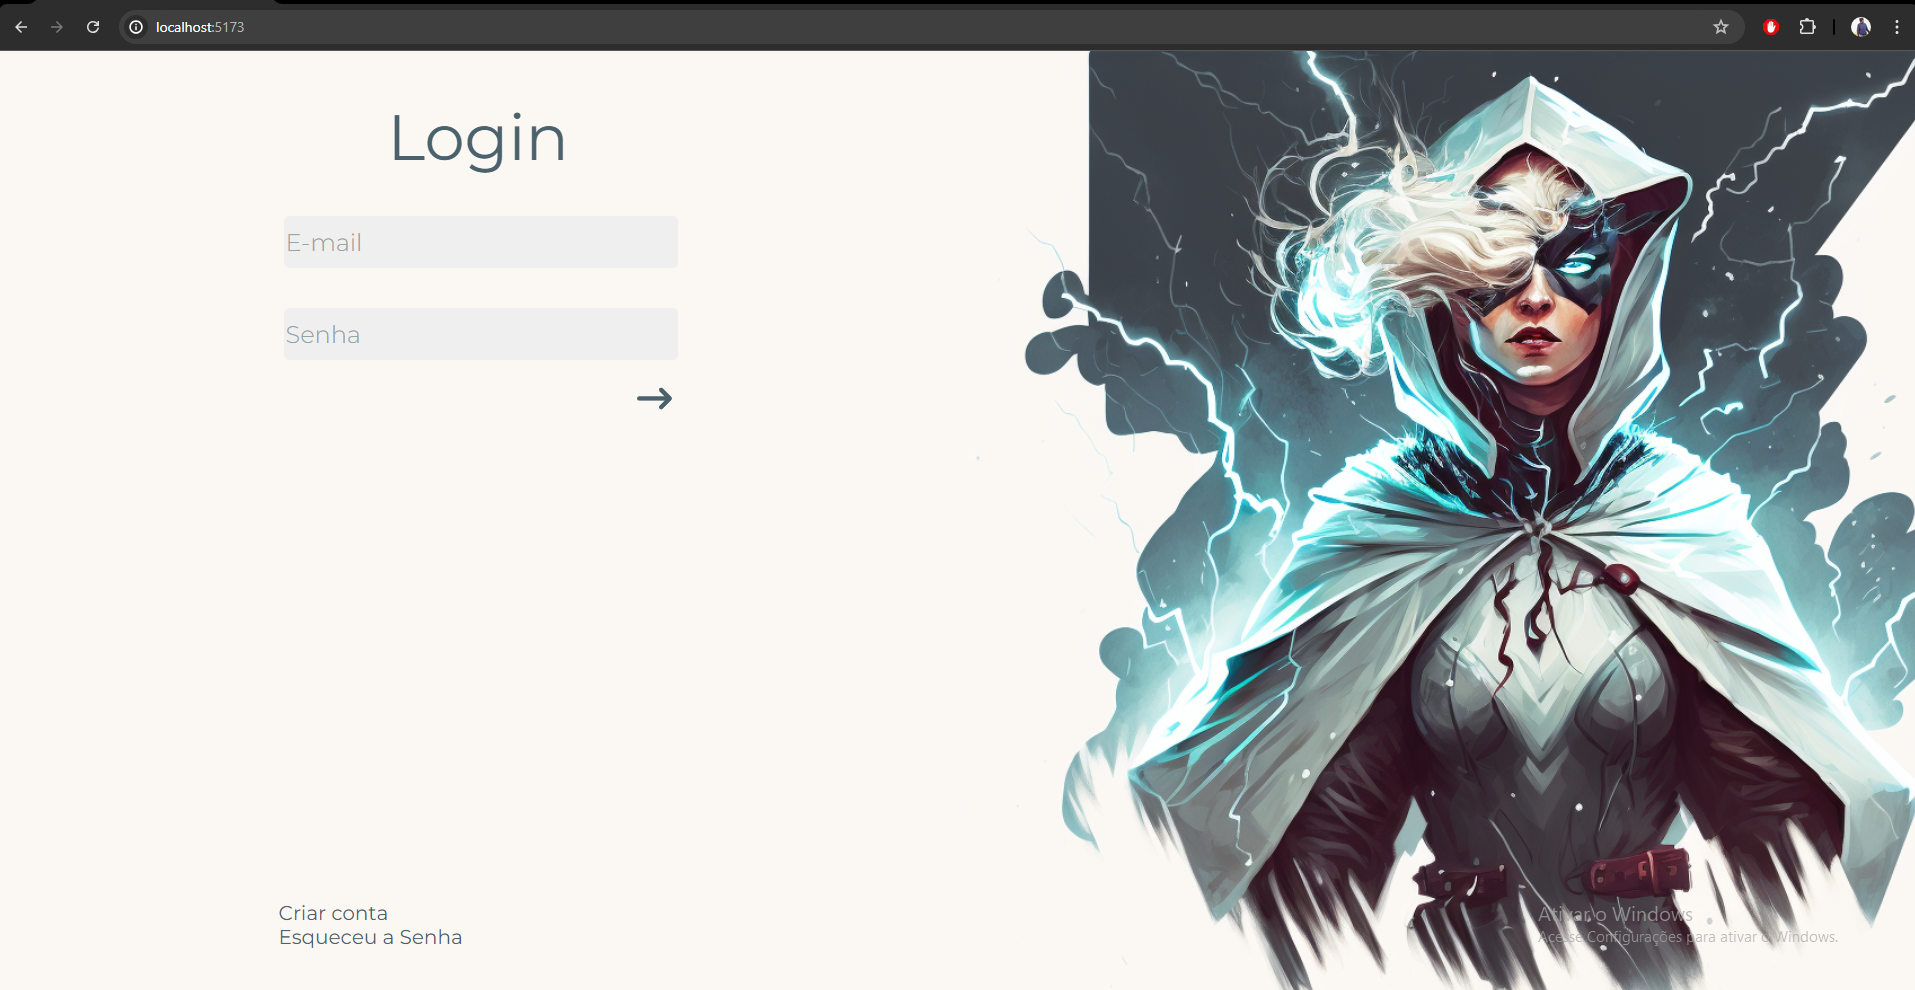 localhost:5173
Login
E-mail
Senha
Criar conta
Esqueceu a Senha
Ativar o Windows
Acesse Configurações para ativar o Windows.